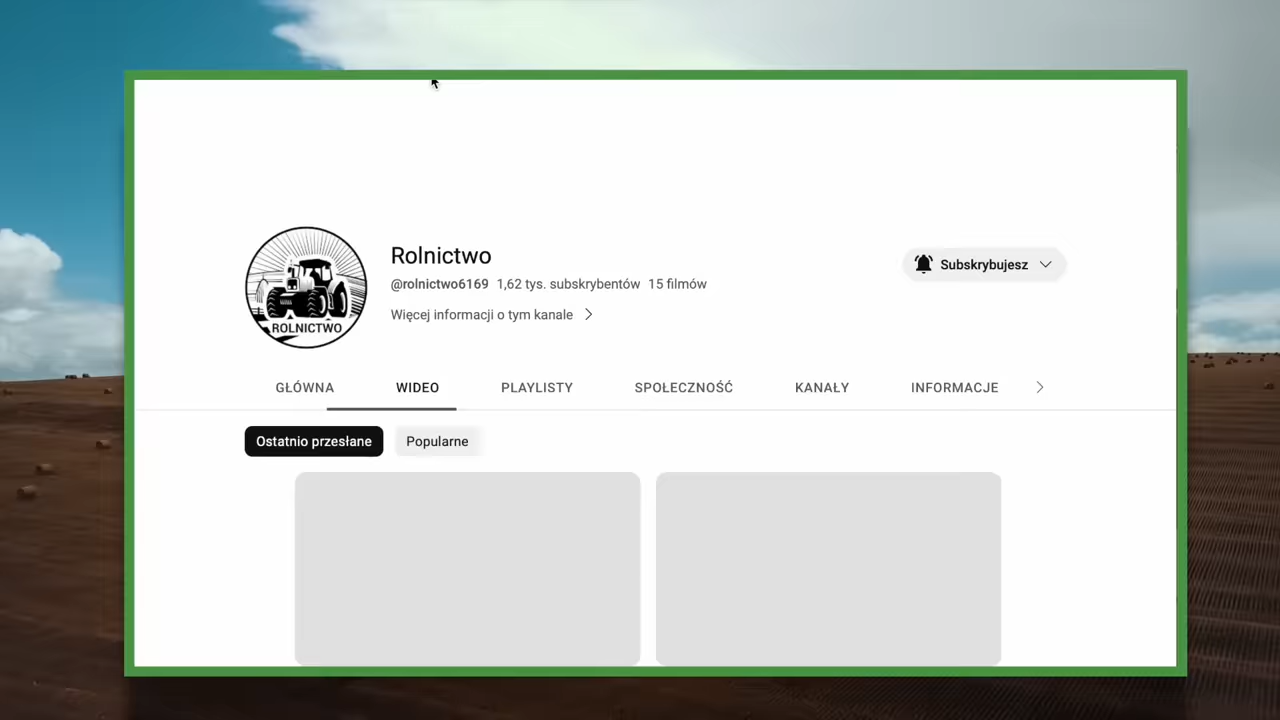 Rolnictwo
@rolnictwo6169 1,62 tys. subskrybentów 15 filmów
Więcej informacji o tym kanale
Subskrybujesz
ROLNICTWO
GŁÓWNA WIDEO PLAYLISTY SPOŁECZNOŚĆ KANAŁY INFORMACJE
Ostatnio przesłane Popularne